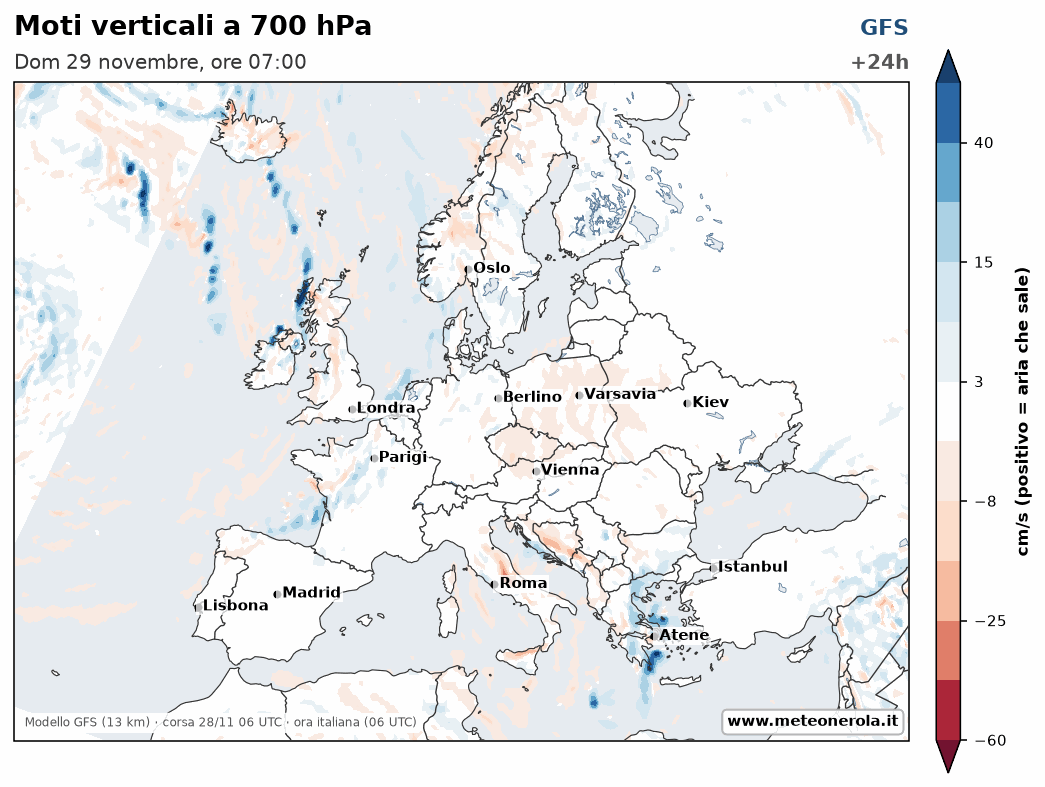 Moti verticali a 700 hPa
GFS
Dom 29 novembre, ore 07:00
+24h
40
15
3
−8
−25
−60
cm/s (positivo = aria che sale)
Oslo
Berlino
Varsavia
Kiev
Londra
Parigi
Vienna
Istanbul
Roma
Madrid
Lisbona
Atene
Modello GFS (13 km) · corsa 28/11 06 UTC · ora italiana (06 UTC)
www.meteonerola.it